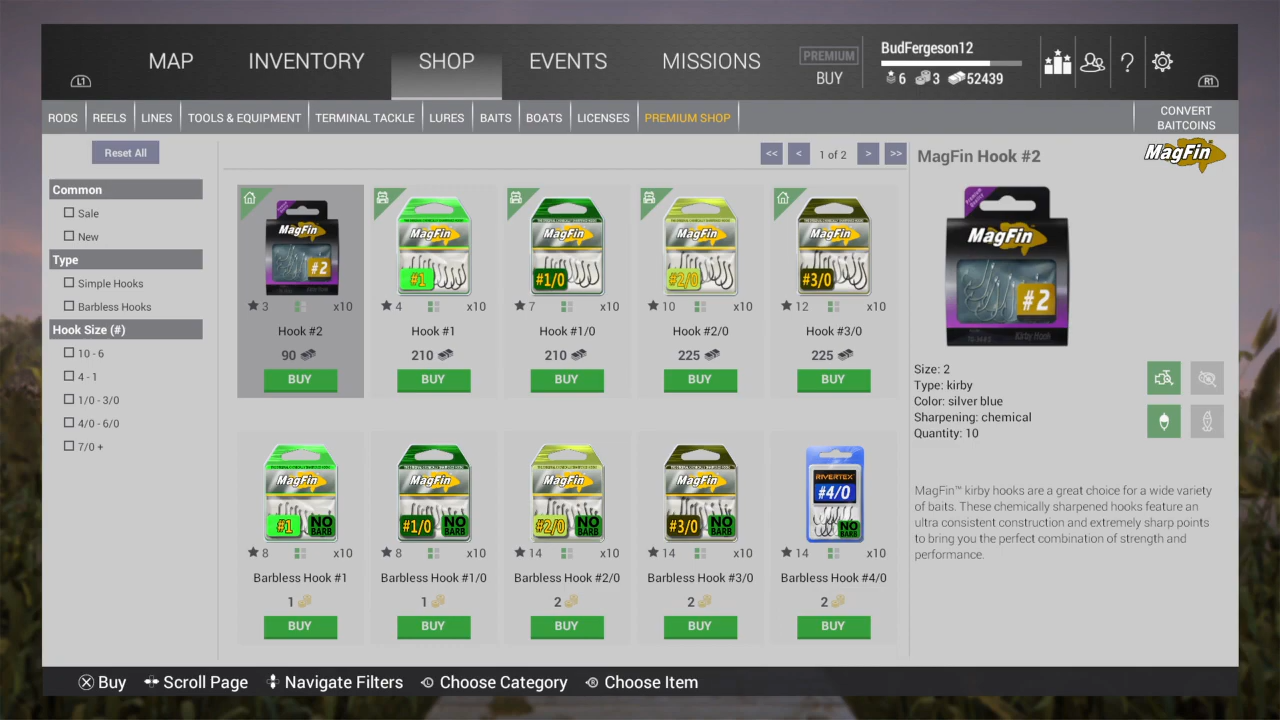 MAP INVENTORY SHOP EVENTS MISSIONS
PREMIUM
BUY
BudFergeson12
6 3 52439
L1
?
R1
RODS REELS LINES TOOLS & EQUIPMENT TERMINAL TACKLE LURES BAITS BOATS LICENSES PREMIUM SHOP
CONVERT
BAITCOINS
Reset All
Common
Sale
New
Type
Simple Hooks
Barbless Hooks
Hook Size (#)
10 - 6
4 - 1
1/0 - 3/0
4/0 - 6/0
7/0 +
<< < 1 of 2 > >>
MagFin #2
3 x10
Hook #2
90
BUY
MagFin #1
4 x10
Hook #1
210
BUY
MagFin #1/0
7 x10
Hook #1/0
210
BUY
MagFin #2/0
10 x10
Hook #2/0
225
BUY
MagFin #3/0
12 x10
Hook #3/0
225
BUY
MagFin #1 NO BARB
8 x10
Barbless Hook #1
1
BUY
MagFin #1/0 NO BARB
8 x10
Barbless Hook #1/0
1
BUY
MagFin #2/0 NO BARB
14 x10
Barbless Hook #2/0
2
BUY
MagFin #3/0 NO BARB
14 x10
Barbless Hook #3/0
2
BUY
RIVERTEX #4/0 NO BARB
14 x10
Barbless Hook #4/0
2
BUY
MagFin Hook #2
MagFin
MagFin
#2
Kirby Hook
Size: 2
Type: kirby
Color: silver blue
Sharpening: chemical
Quantity: 10
MagFin™ kirby hooks are a great choice for a wide variety
of baits. These chemically sharpened hooks feature an
ultra consistent construction and extremely sharp points
to bring you the perfect combination of strength and
performance.
Buy Scroll Page Navigate Filters Choose Category Choose Item